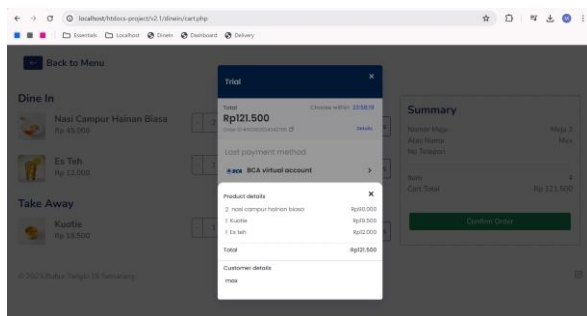 localhost/htdocs-project/v2.1/dinein/cart.php
Essentials Localhost Dinein Dashboard Delivery
Back to Menu
Dine In
Nasi Campur Hainan Biasa
Rp 45.000
Es Teh
Rp 12.000
Take Away
Kuotie
Rp 19.500
Trial
Total
Choose within
Rp121.500
Details
Last payment method
BCA BCA virtual account
Product details
2 nasi campur hainan biasa Rp90.000
1 Kuotie Rp19.500
1 Es teh Rp12.000
Total Rp121.500
Customer details
max
Summary
Nomor Meja Meja 3
Atas Nama Max
No Telepon
Item 4
Cart Total Rp 121.500
Confirm Order